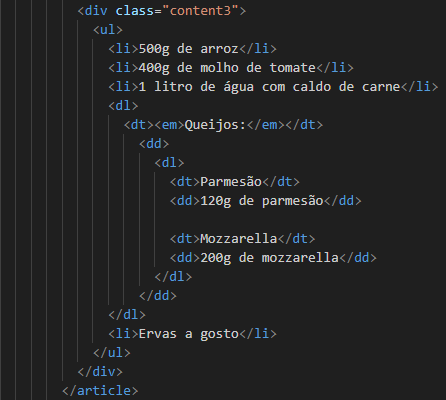 <div class="content3">
<ul>
<li>500g de arroz</li>
<li>400g de molho de tomate</li>
<li>1 litro de água com caldo de carne</li>
<dl>
<dt><em>Queijos:</em></dt>
<dd>
<dl>
<dt>Parmesão</dt>
<dd>120g de parmesão</dd>
<dt>Mozzarella</dt>
<dd>200g de mozzarella</dd>
</dl>
</dd>
</dl>
<li>Ervas a gosto</li>
</ul>
</div>
</article>